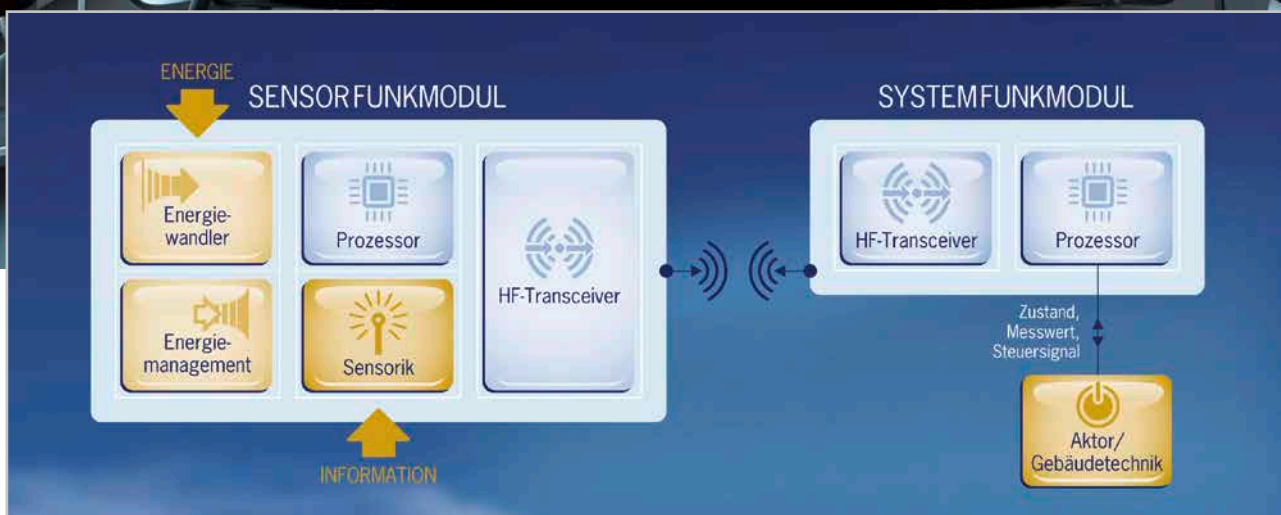 ENERGIE
SENSORFUNKMODUL
Energie-
wandler
Prozessor
HF-Transceiver
Energie-
management
Sensorik
INFORMATION
SYSTEMFUNKMODUL
HF-Transceiver
Prozessor
Zustand,
Messwert,
Steuersignal
Aktor/
Gebäudetechnik